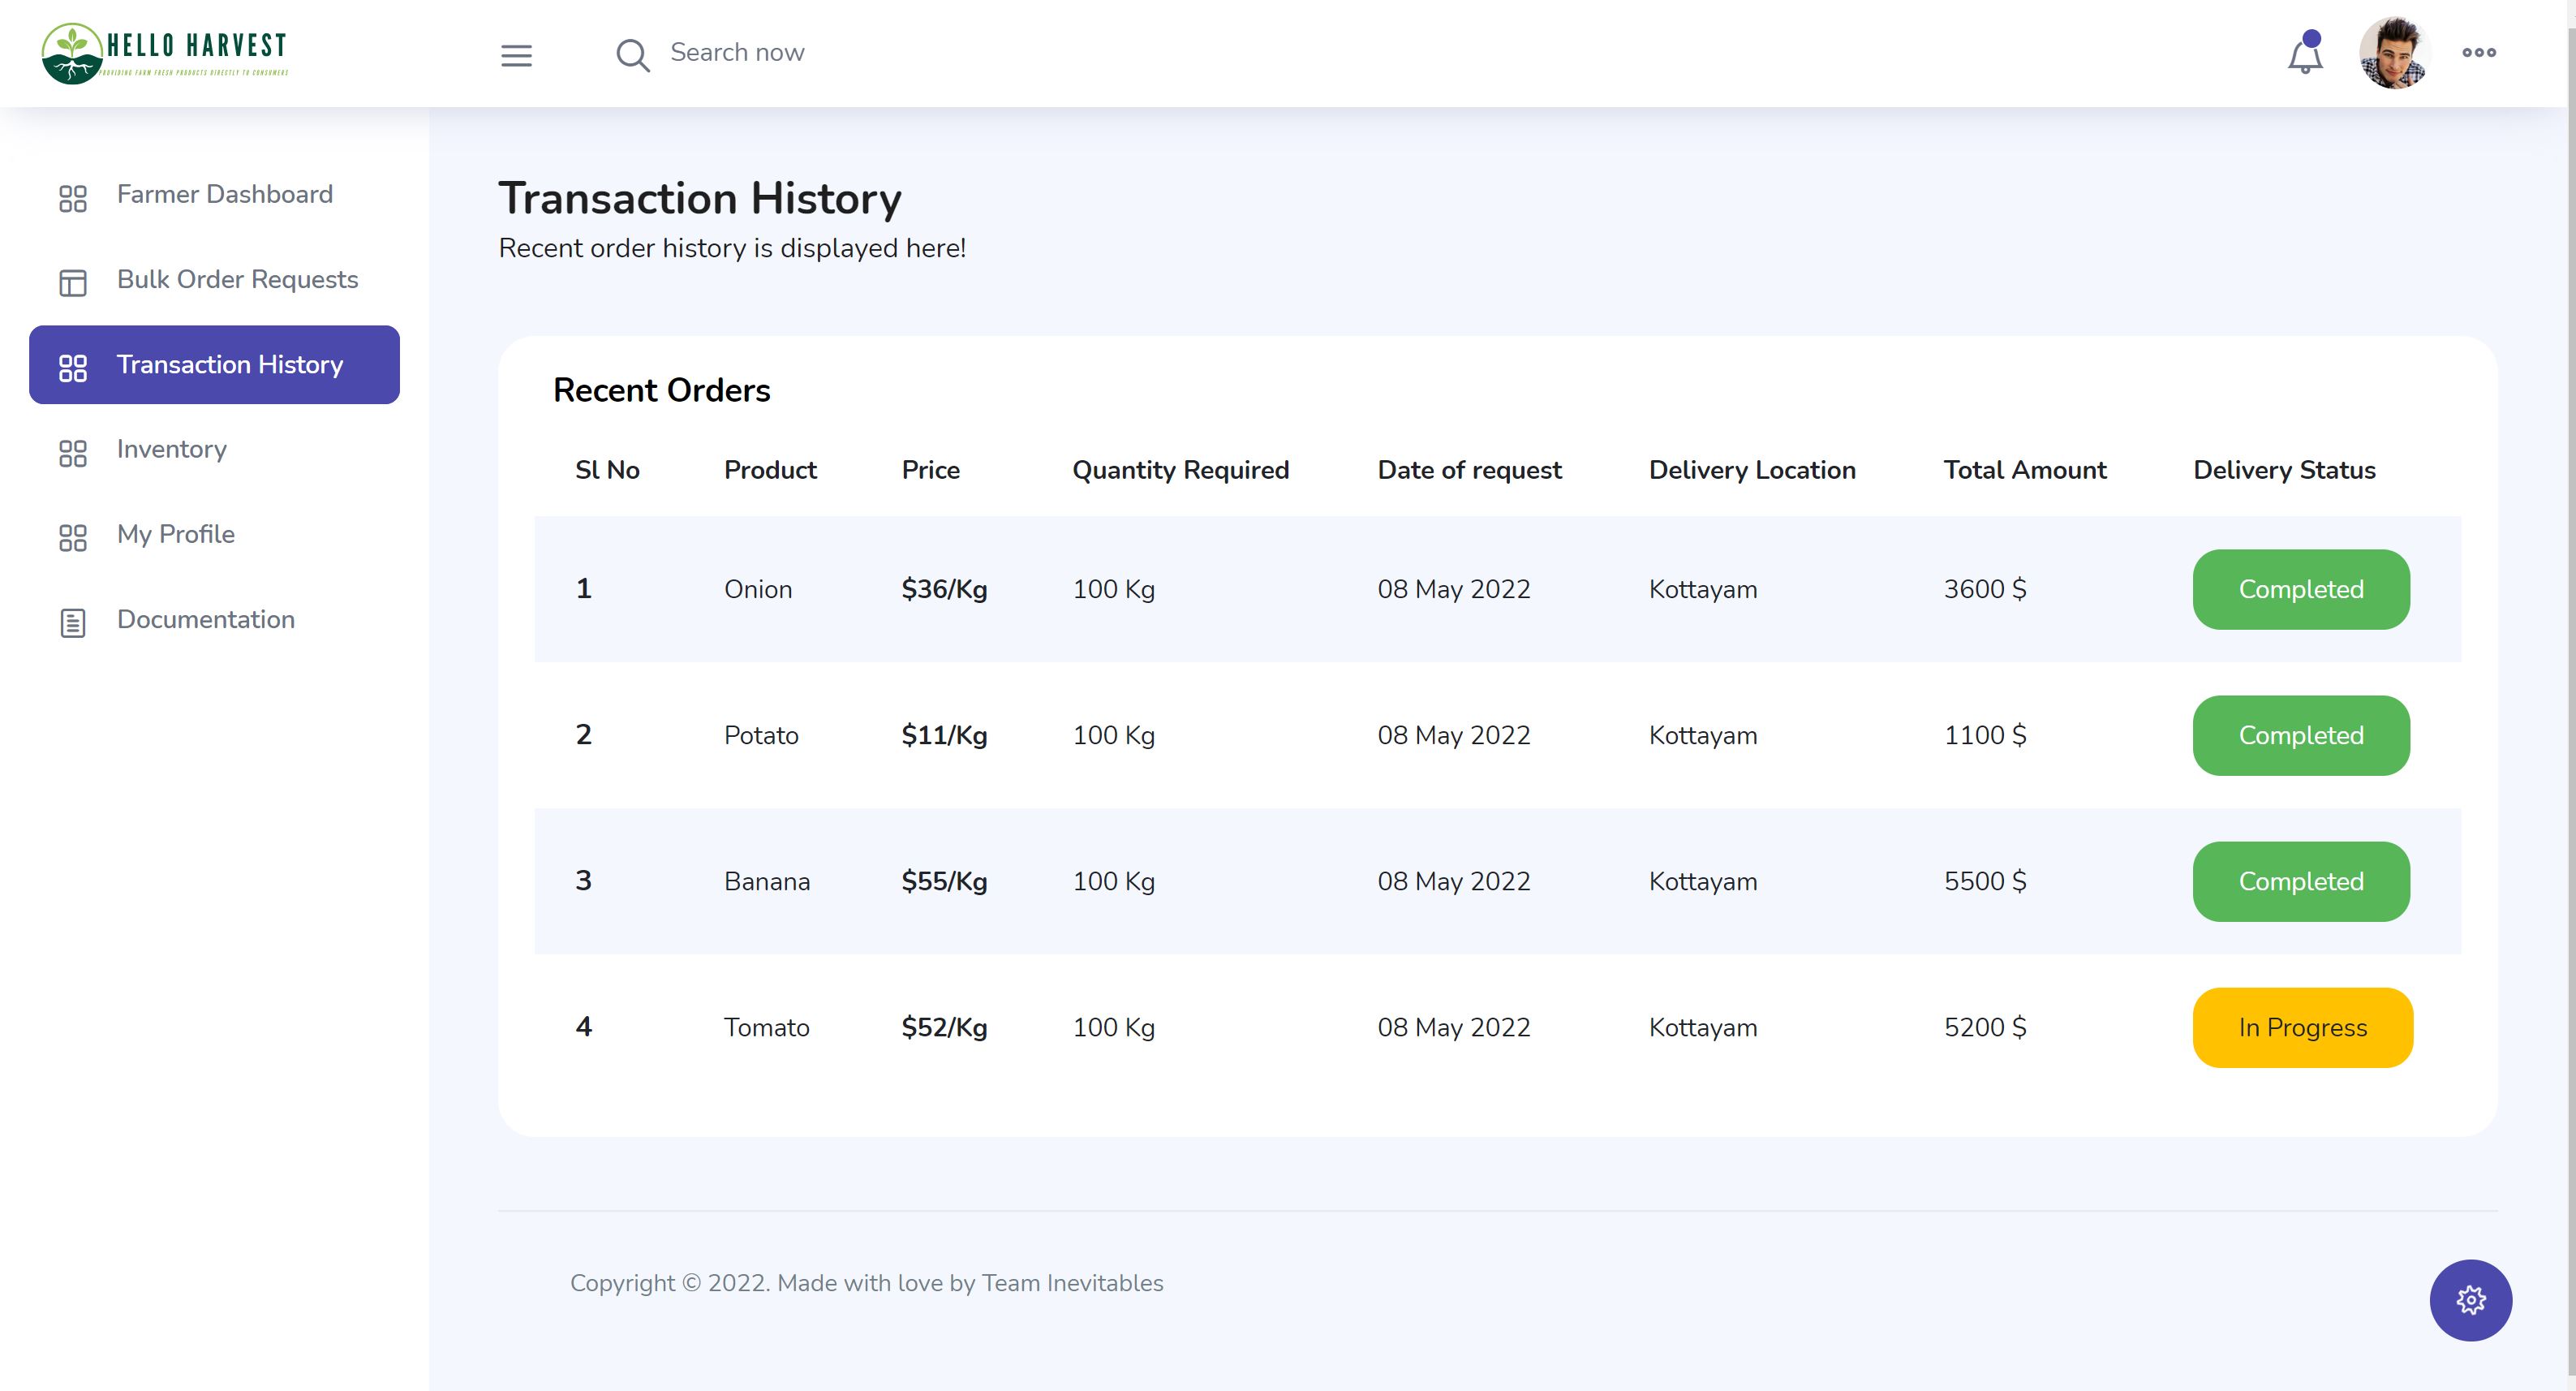 HELLO HARVEST
PROVIDING FARM FRESH PRODUCTS DIRECTLY TO CONSUMERS
Search now
Farmer Dashboard
Bulk Order Requests
Transaction History
Inventory
My Profile
Documentation
Transaction History
Recent order history is displayed here!
Recent Orders
Sl No Product Price Quantity Required Date of request Delivery Location Total Amount Delivery Status
1 Onion $36/Kg 100 Kg 08 May 2022 Kottayam 3600 $ Completed
2 Potato $11/Kg 100 Kg 08 May 2022 Kottayam 1100 $ Completed
3 Banana $55/Kg 100 Kg 08 May 2022 Kottayam 5500 $ Completed
4 Tomato $52/Kg 100 Kg 08 May 2022 Kottayam 5200 $ In Progress
Copyright © 2022. Made with love by Team Inevitables